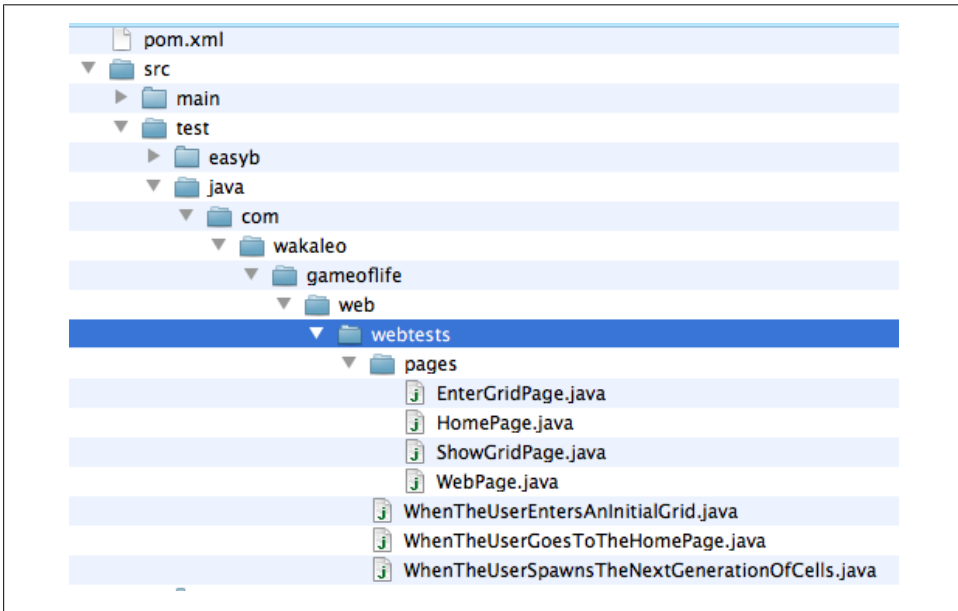 pom.xml
src
main
test
easyb
java
com
wakaleo
gameoflife
web
webtests
pages
EnterGridPage.java
HomePage.java
ShowGridPage.java
WebPage.java
WhenTheUserEntersAnInitialGrid.java
WhenTheUserGoesToTheHomePage.java
WhenTheUserSpawnsTheNextGenerationOfCells.java